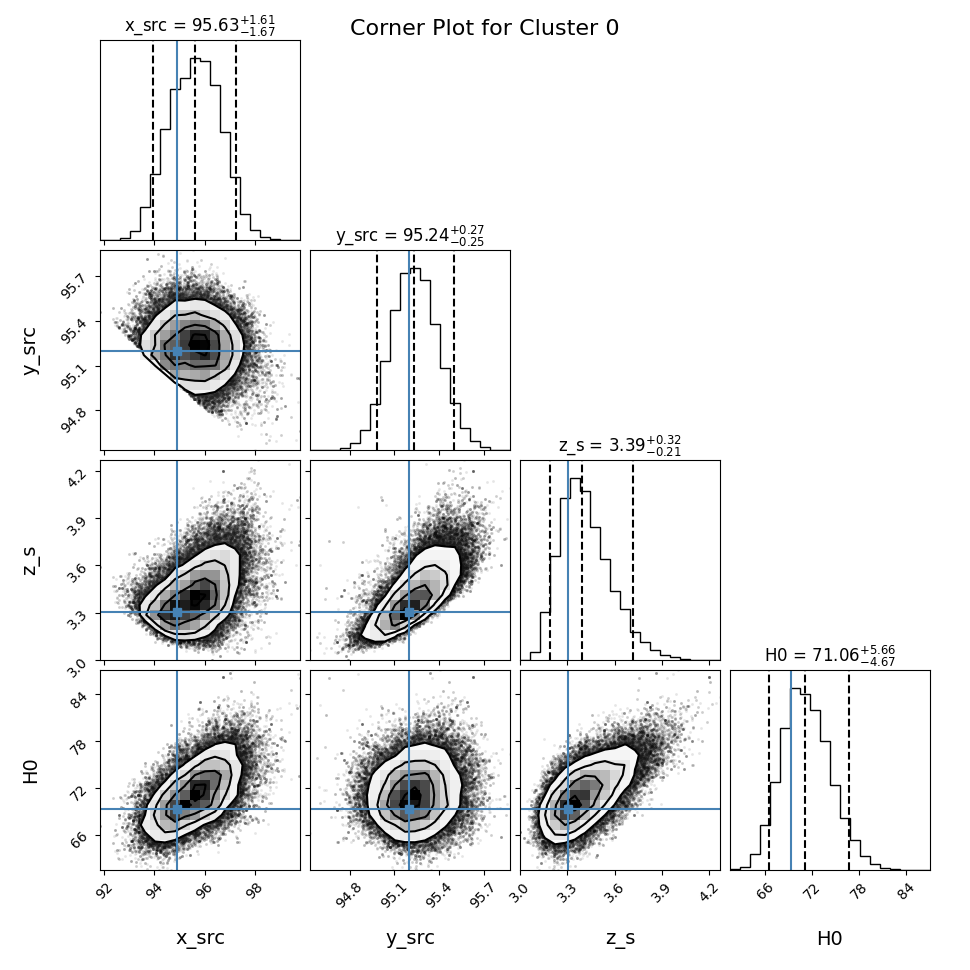 Corner Plot for Cluster 0
x_src = 95.63+1.61−1.67
y_src = 95.24+0.27−0.25
z_s = 3.39+0.32−0.21
H0 = 71.06+5.66−4.67
y_src
95.7
95.4
95.1
94.8
z_s
4.2
3.9
3.6
3.3
3.0
H0
84
78
72
66
92 94 96 98
94.8 95.1 95.4 95.7
3.0 3.3 3.6 3.9 4.2
66 72 78 84
x_src y_src z_s H0